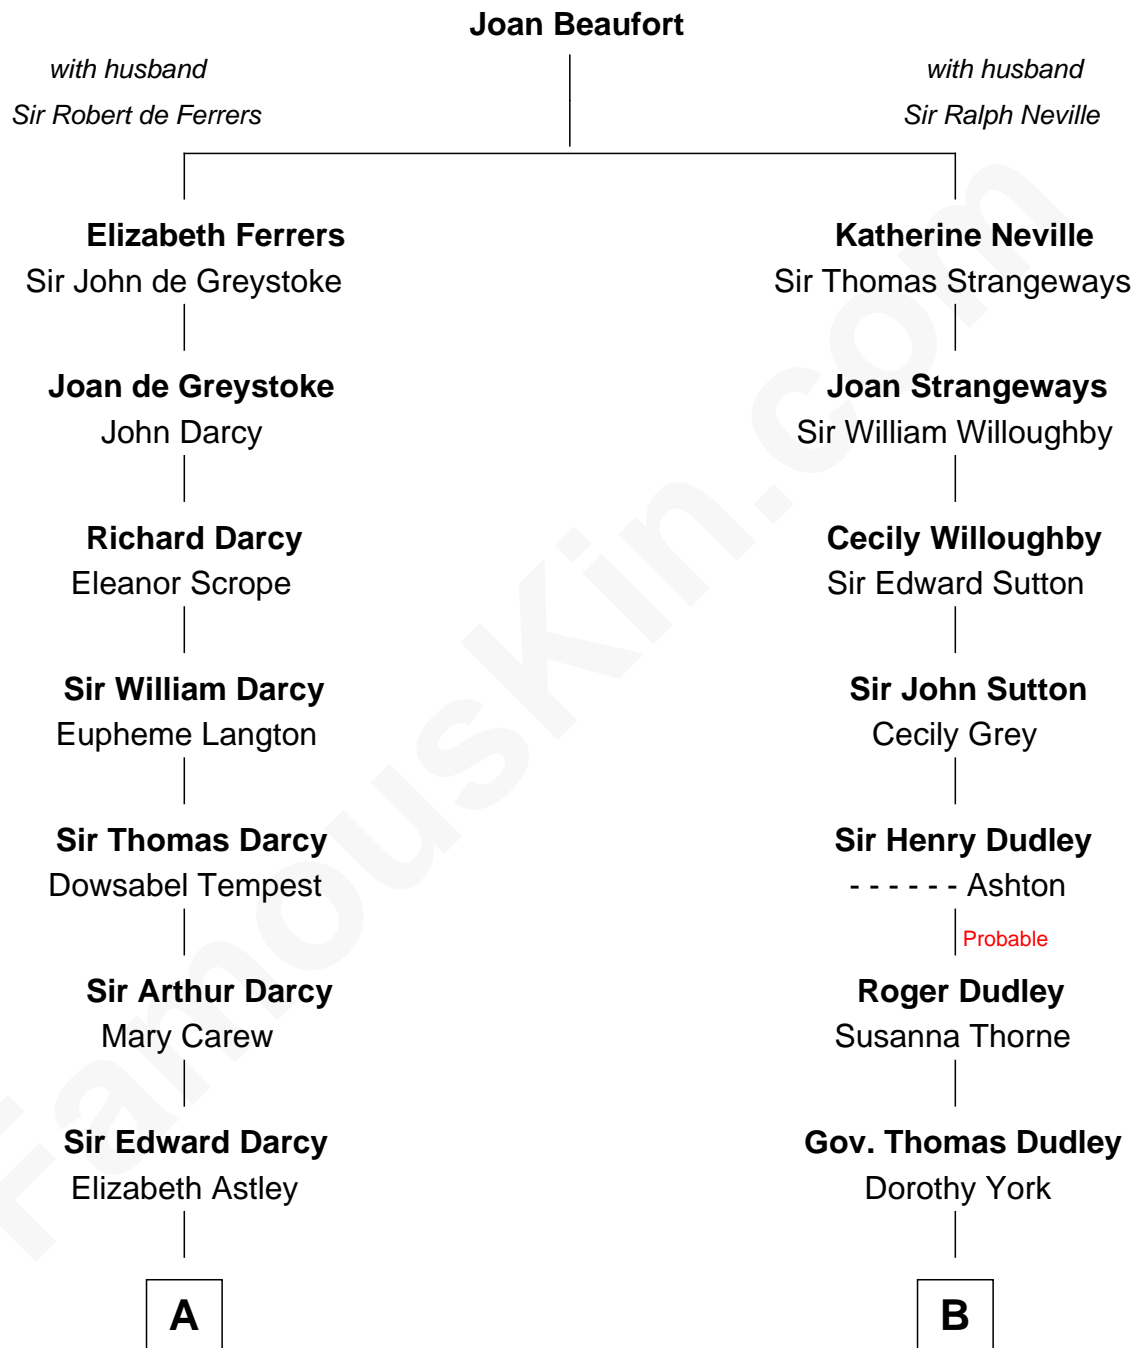 Joan Beaufort
with husband
Sir Robert de Ferrers
with husband
Sir Ralph Neville
Elizabeth Ferrers
Sir John de Greystoke
Katherine Neville
Sir Thomas Strangeways
Joan de Greystoke
John Darcy
Joan Strangeways
Sir William Willoughby
Richard Darcy
Eleanor Scrope
Cecily Willoughby
Sir Edward Sutton
Sir William Darcy
Eupheme Langton
Sir John Sutton
Cecily Grey
Sir Thomas Darcy
Dowsabel Tempest
Sir Henry Dudley
- - - - - - Ashton
Probable
Sir Arthur Darcy
Mary Carew
Roger Dudley
Susanna Thorne
Sir Edward Darcy
Elizabeth Astley
Gov. Thomas Dudley
Dorothy York
A
B
FamousKin.com